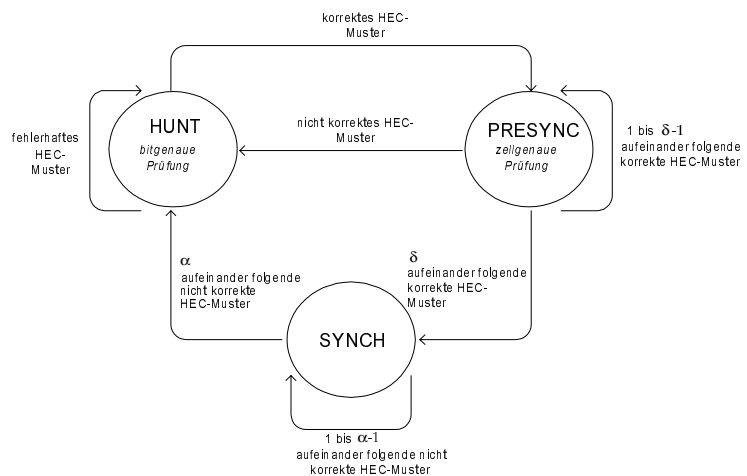 korrektes HEC-
Muster
HUNT
bitgenaue
Prüfung
nicht korrektes HEC-
Muster
PRESYNC
zellgenaue
Prüfung
fehlerhaftes
HEC-
Muster
1 bis δ-1
aufeinander folgende
korrekte HEC-Muster
α
aufeinander folgende
nicht korrekte
HEC-Muster
δ
aufeinander folgende
korrekte HEC-
Muster
SYNCH
1 bis α-1
aufeinander folgende nicht
korrekte HEC-Muster